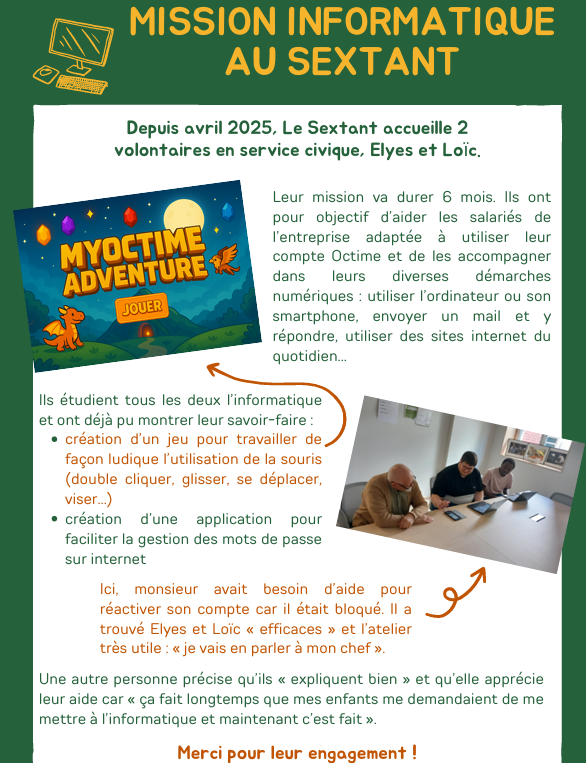 MISSION INFORMATIQUE
AU SEXTANT
Depuis avril 2025, Le Sextant accueille 2
volontaires en service civique, Elyes et Loïc.
MYOCTIME
ADVENTURE
JOUER
Leur mission va durer 6 mois. Ils ont
pour objectif d'aider les salariés de
l'entreprise adaptée à utiliser leur
compte Octime et de les accompagner
dans leurs diverses démarches
numériques : utiliser l'ordinateur ou son
smartphone, envoyer un mail et y
répondre, utiliser des sites internet du
quotidien...
Ils étudient tous les deux l'informatique
et ont déjà pu montrer leur savoir-faire :
• création d'un jeu pour travailler de
façon ludique l'utilisation de la souris
(double cliquer, glisser, se déplacer,
viser...)
• création d'une application pour
faciliter la gestion des mots de passe
sur internet
Ici, monsieur avait besoin d'aide pour
réactiver son compte car il était bloqué. Il a
trouvé Elyes et Loïc « efficaces » et l'atelier
très utile : « je vais en parler à mon chef ».
Une autre personne précise qu'ils « expliquent bien » et qu'elle apprécie
leur aide car « ça fait longtemps que mes enfants me demandaient de me
mettre à l'informatique et maintenant c'est fait ».
Merci pour leur engagement !